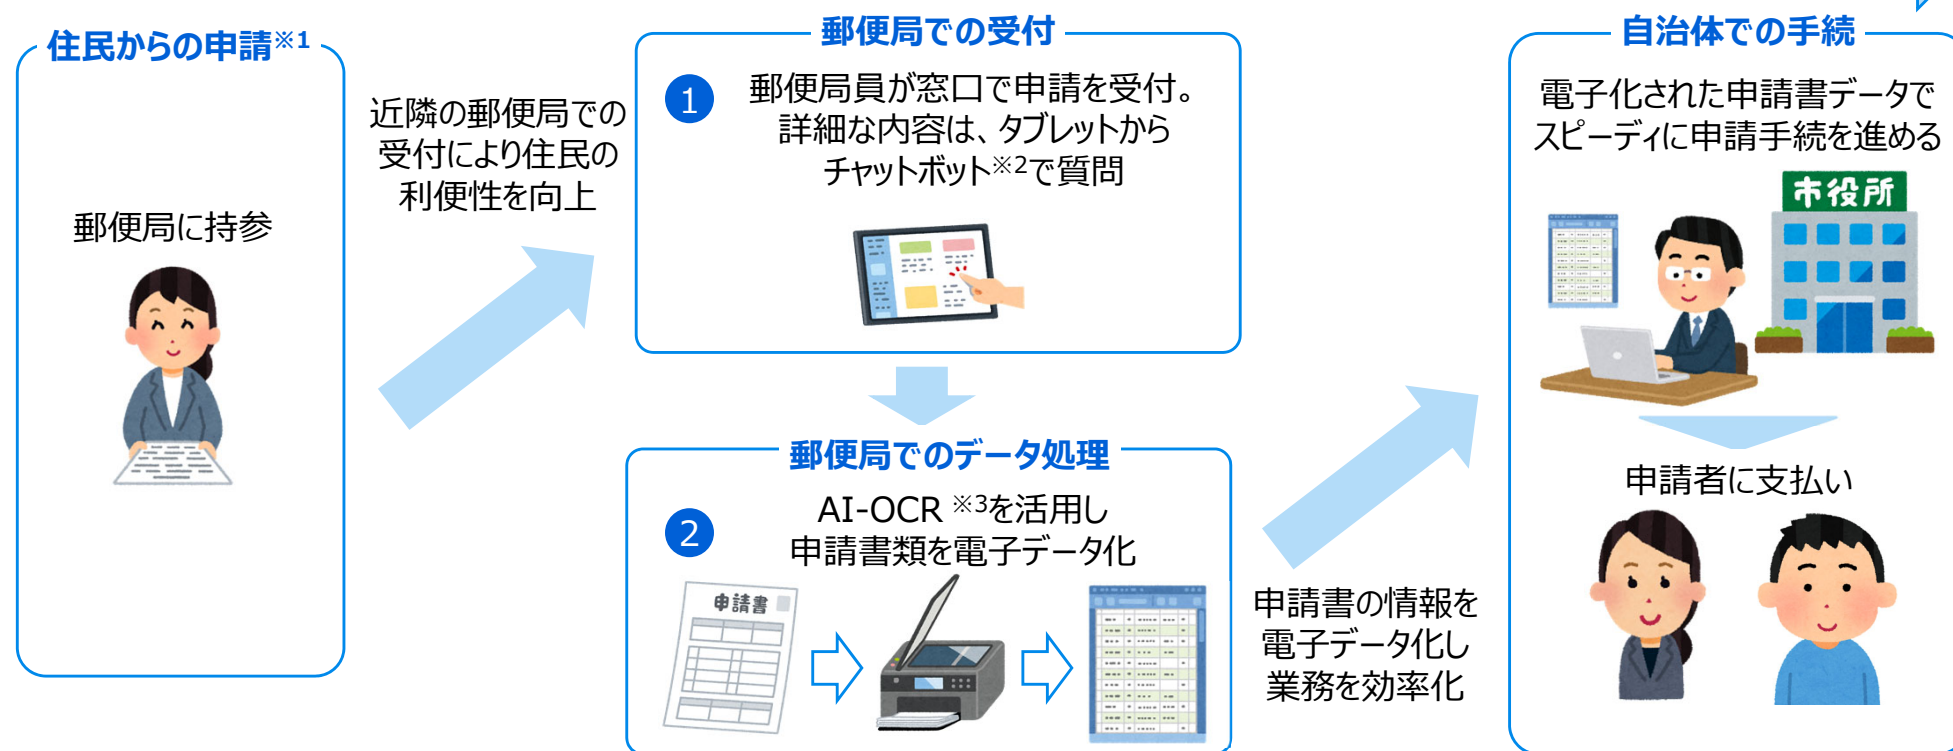 住民からの申請※1
郵便局に持参
近隣の郵便局での
受付により住民の
利便性を向上
郵便局での受付
1
郵便局員が窓口で申請を受付。
詳細な内容は、タブレットから
チャットボット※2で質問
郵便局でのデータ処理
2
AI-OCR ※3を活用し
申請書類を電子データ化
申請書
申請書の情報を
電子データ化し
業務を効率化
自治体での手続
電子化された申請書データで
スピーディに申請手続を進める
市役所
申請者に支払い